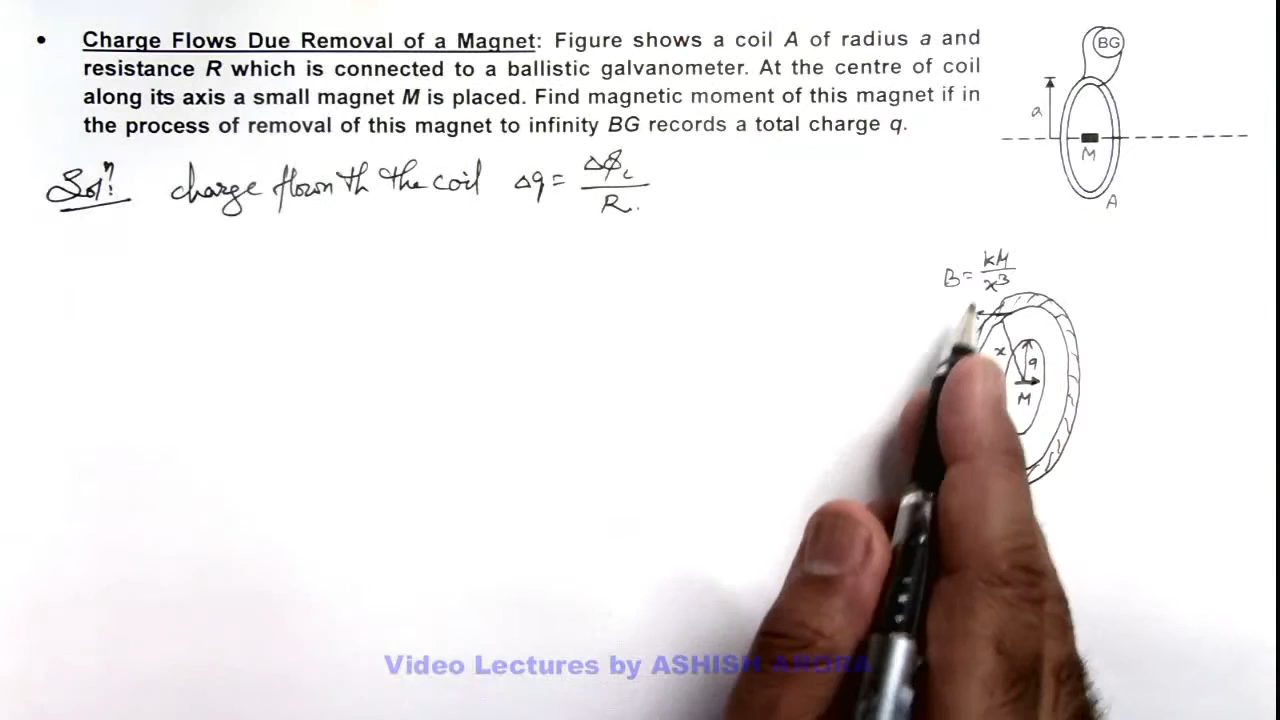 • Charge Flows Due Removal of a Magnet: Figure shows a coil A of radius a and
resistance R which is connected to a ballistic galvanometer. At the centre of coil
along its axis a small magnet M is placed. Find magnetic moment of this magnet if in
the process of removal of this magnet to infinity BG records a total charge q.
BG
a
M
A
Solⁿ: charge flown th the coil Δq = Δφc / R.
B = kM / x³
x
a
M
Video Lectures by ASHISH ARORA